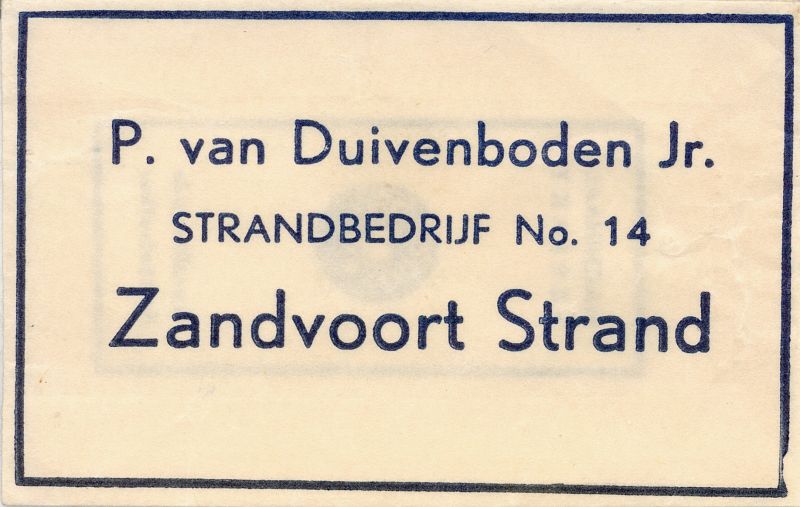 P. van Duivenboden Jr.
STRANDBEDRIJF No. 14
Zandvoort Strand